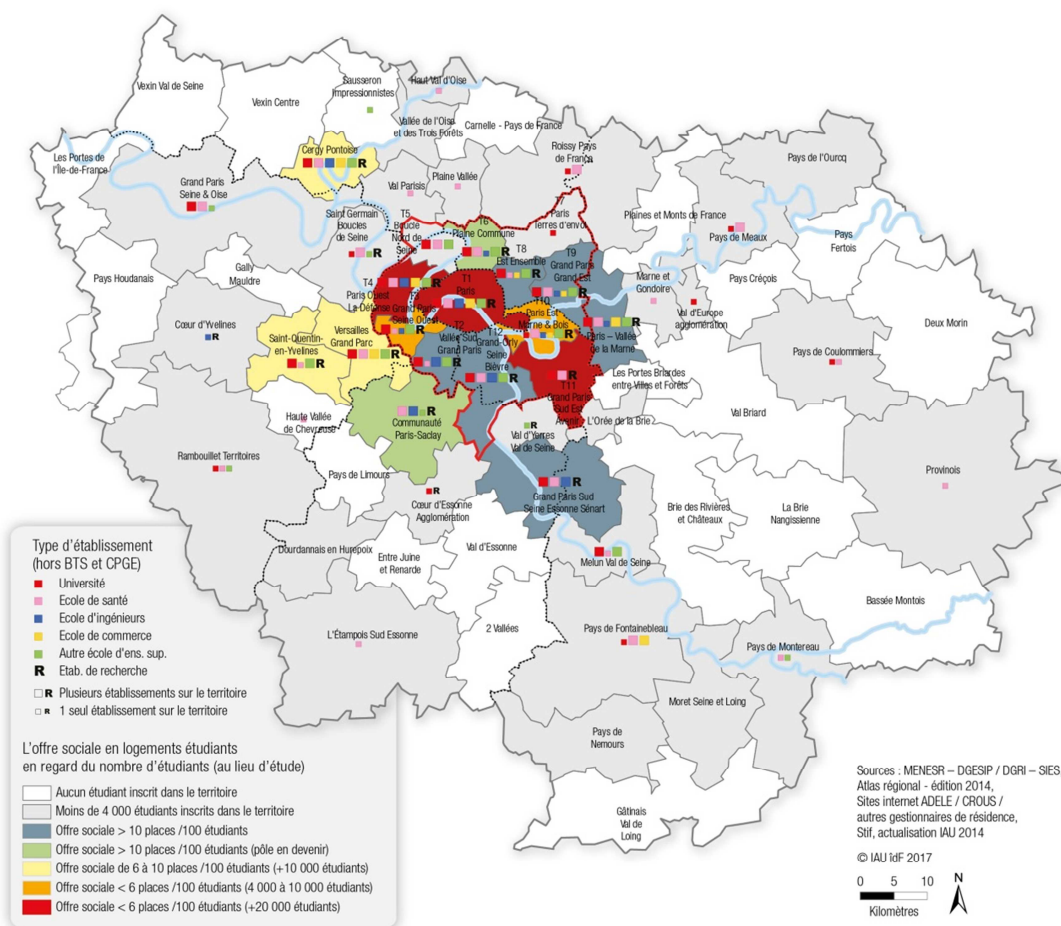 Vexin Val de Seine
Vexin Centre
Sausseron
Impressionnistes
Haut Val d'Oise
Vallée de l'Oise
et des Trois Forêts
Carnelle - Pays de France
Cergy Pontoise
R
Roissy Pays
de France
Pays de l'Ourcq
Les Portes de
l'Île-de-France
Grand Paris
Seine & Oise
Val Parisis
Plaine Vallée
Saint Germain
Boucles
de Seine
R
T5
Boucle
Nord de
Seine
T6
Plaine Commune
R
T7
Paris
Terres d'envol
Plaines et Monts de France
Pays de Meaux
Pays
Fertois
T8
Est Ensemble
R
T9
Grand Paris
Grand Est
R
Marne et
Gondoire
Pays Créçois
Pays Houdanais
Gally
Mauldre
T4
R
Paris Ouest
La Défense
T1
Paris
R
T3
Grand Paris
Seine Ouest
R
T10
Paris Est
Marne & Bois
R
Val d'Europe
agglomération
Deux Morin
Cœur d'Yvelines
R
Saint-Quentin-
en-Yvelines
R
Versailles
Grand Parc
R
T2
Vallée Sud
Grand Paris
R
T12
Grand-Orly
Seine
Bièvre
R
R
Paris – Vallée
de la Marne
Pays de Coulommiers
R
T11
Grand Paris
Sud Est
Avenir
Les Portes Briardes
entre Villes et Forêts
L'Orée de la Brie
Val Briard
Haute Vallée
de Chevreuse
R
Communauté
Paris-Saclay
R
Val d'Yerres
Val de Seine
Rambouillet Territoires
Pays de Limours
R
Cœur d'Essonne
Agglomération
R
Grand Paris Sud
Seine Essonne Sénart
Provinois
Brie des Rivières
et Châteaux
La Brie
Nangissienne
Dourdannais en Hurepoix
Entre Juine
et Renarde
Val d'Essonne
Melun Val de Seine
Bassée Montois
L'Étampois Sud Essonne
2 Vallées
Pays de Fontainebleau
Pays de Montereau
Moret Seine et Loing
Pays de
Nemours
Gâtinais
Val de
Loing
Type d'établissement
(hors BTS et CPGE)
Université
Ecole de santé
Ecole d'ingénieurs
Ecole de commerce
Autre école d'ens. sup.
R Etab. de recherche
R Plusieurs établissements sur le territoire
R 1 seul établissement sur le territoire
L'offre sociale en logements étudiants
en regard du nombre d'étudiants (au lieu d'étude)
Aucun étudiant inscrit dans le territoire
Moins de 4 000 étudiants inscrits dans le territoire
Offre sociale > 10 places /100 étudiants
Offre sociale > 10 places /100 étudiants (pôle en devenir)
Offre sociale de 6 à 10 places /100 étudiants (+10 000 étudiants)
Offre sociale < 6 places /100 étudiants (4 000 à 10 000 étudiants)
Offre sociale < 6 places /100 étudiants (+20 000 étudiants)
Sources : MENESR – DGESIP / DGRI – SIES
Atlas régional - édition 2014,
Sites internet ADELE / CROUS /
autres gestionnaires de résidence,
Stif, actualisation IAU 2014
© IAU îdF 2017
0 5 10
Kilomètres
N